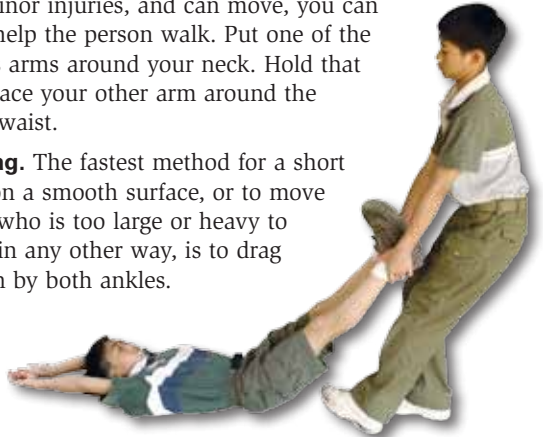 inor injuries, and can move, you can
help the person walk. Put one of the
s arms around your neck. Hold that
ace your other arm around the
waist.
ng. The fastest method for a short
on a smooth surface, or to move
who is too large or heavy to
in any other way, is to drag
n by both ankles.